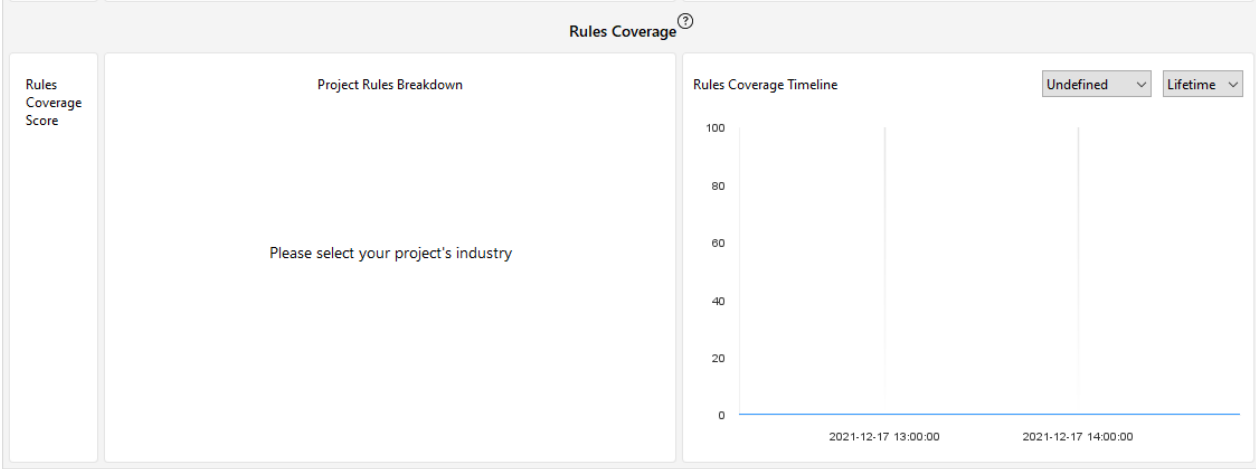 Rules Coverage ?
Rules
Coverage
Score
Project Rules Breakdown
Please select your project's industry
Rules Coverage Timeline
Undefined
Lifetime
100
80
60
40
20
0
2021-12-17 13:00:00
2021-12-17 14:00:00